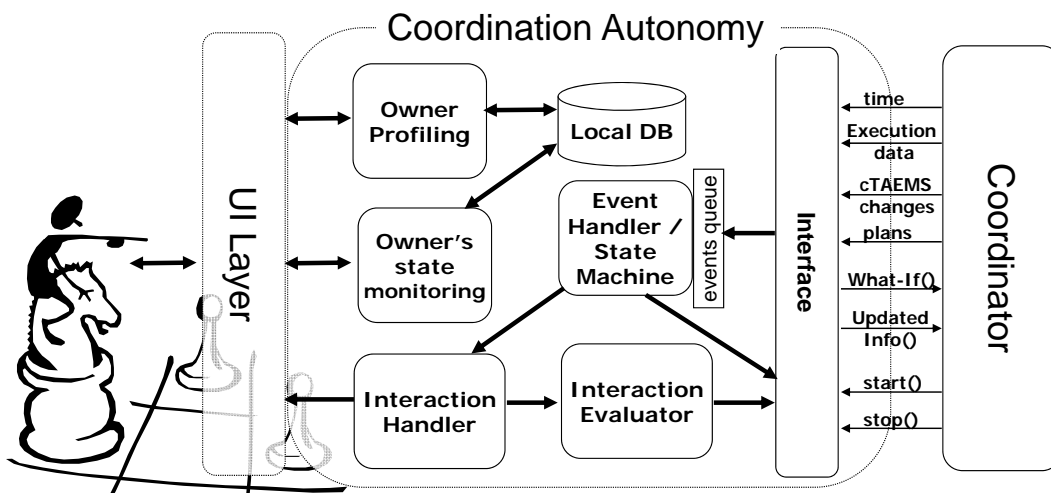 Coordination Autonomy
UI Layer
Owner
Profiling
Local DB
Owner's
state
monitoring
Event
Handler /
State
Machine
events queue
Interaction
Handler
Interaction
Evaluator
Interface
time
Execution
data
cTAEMS
changes
plans
What-If()
Updated
Info()
start()
stop()
Coordinator